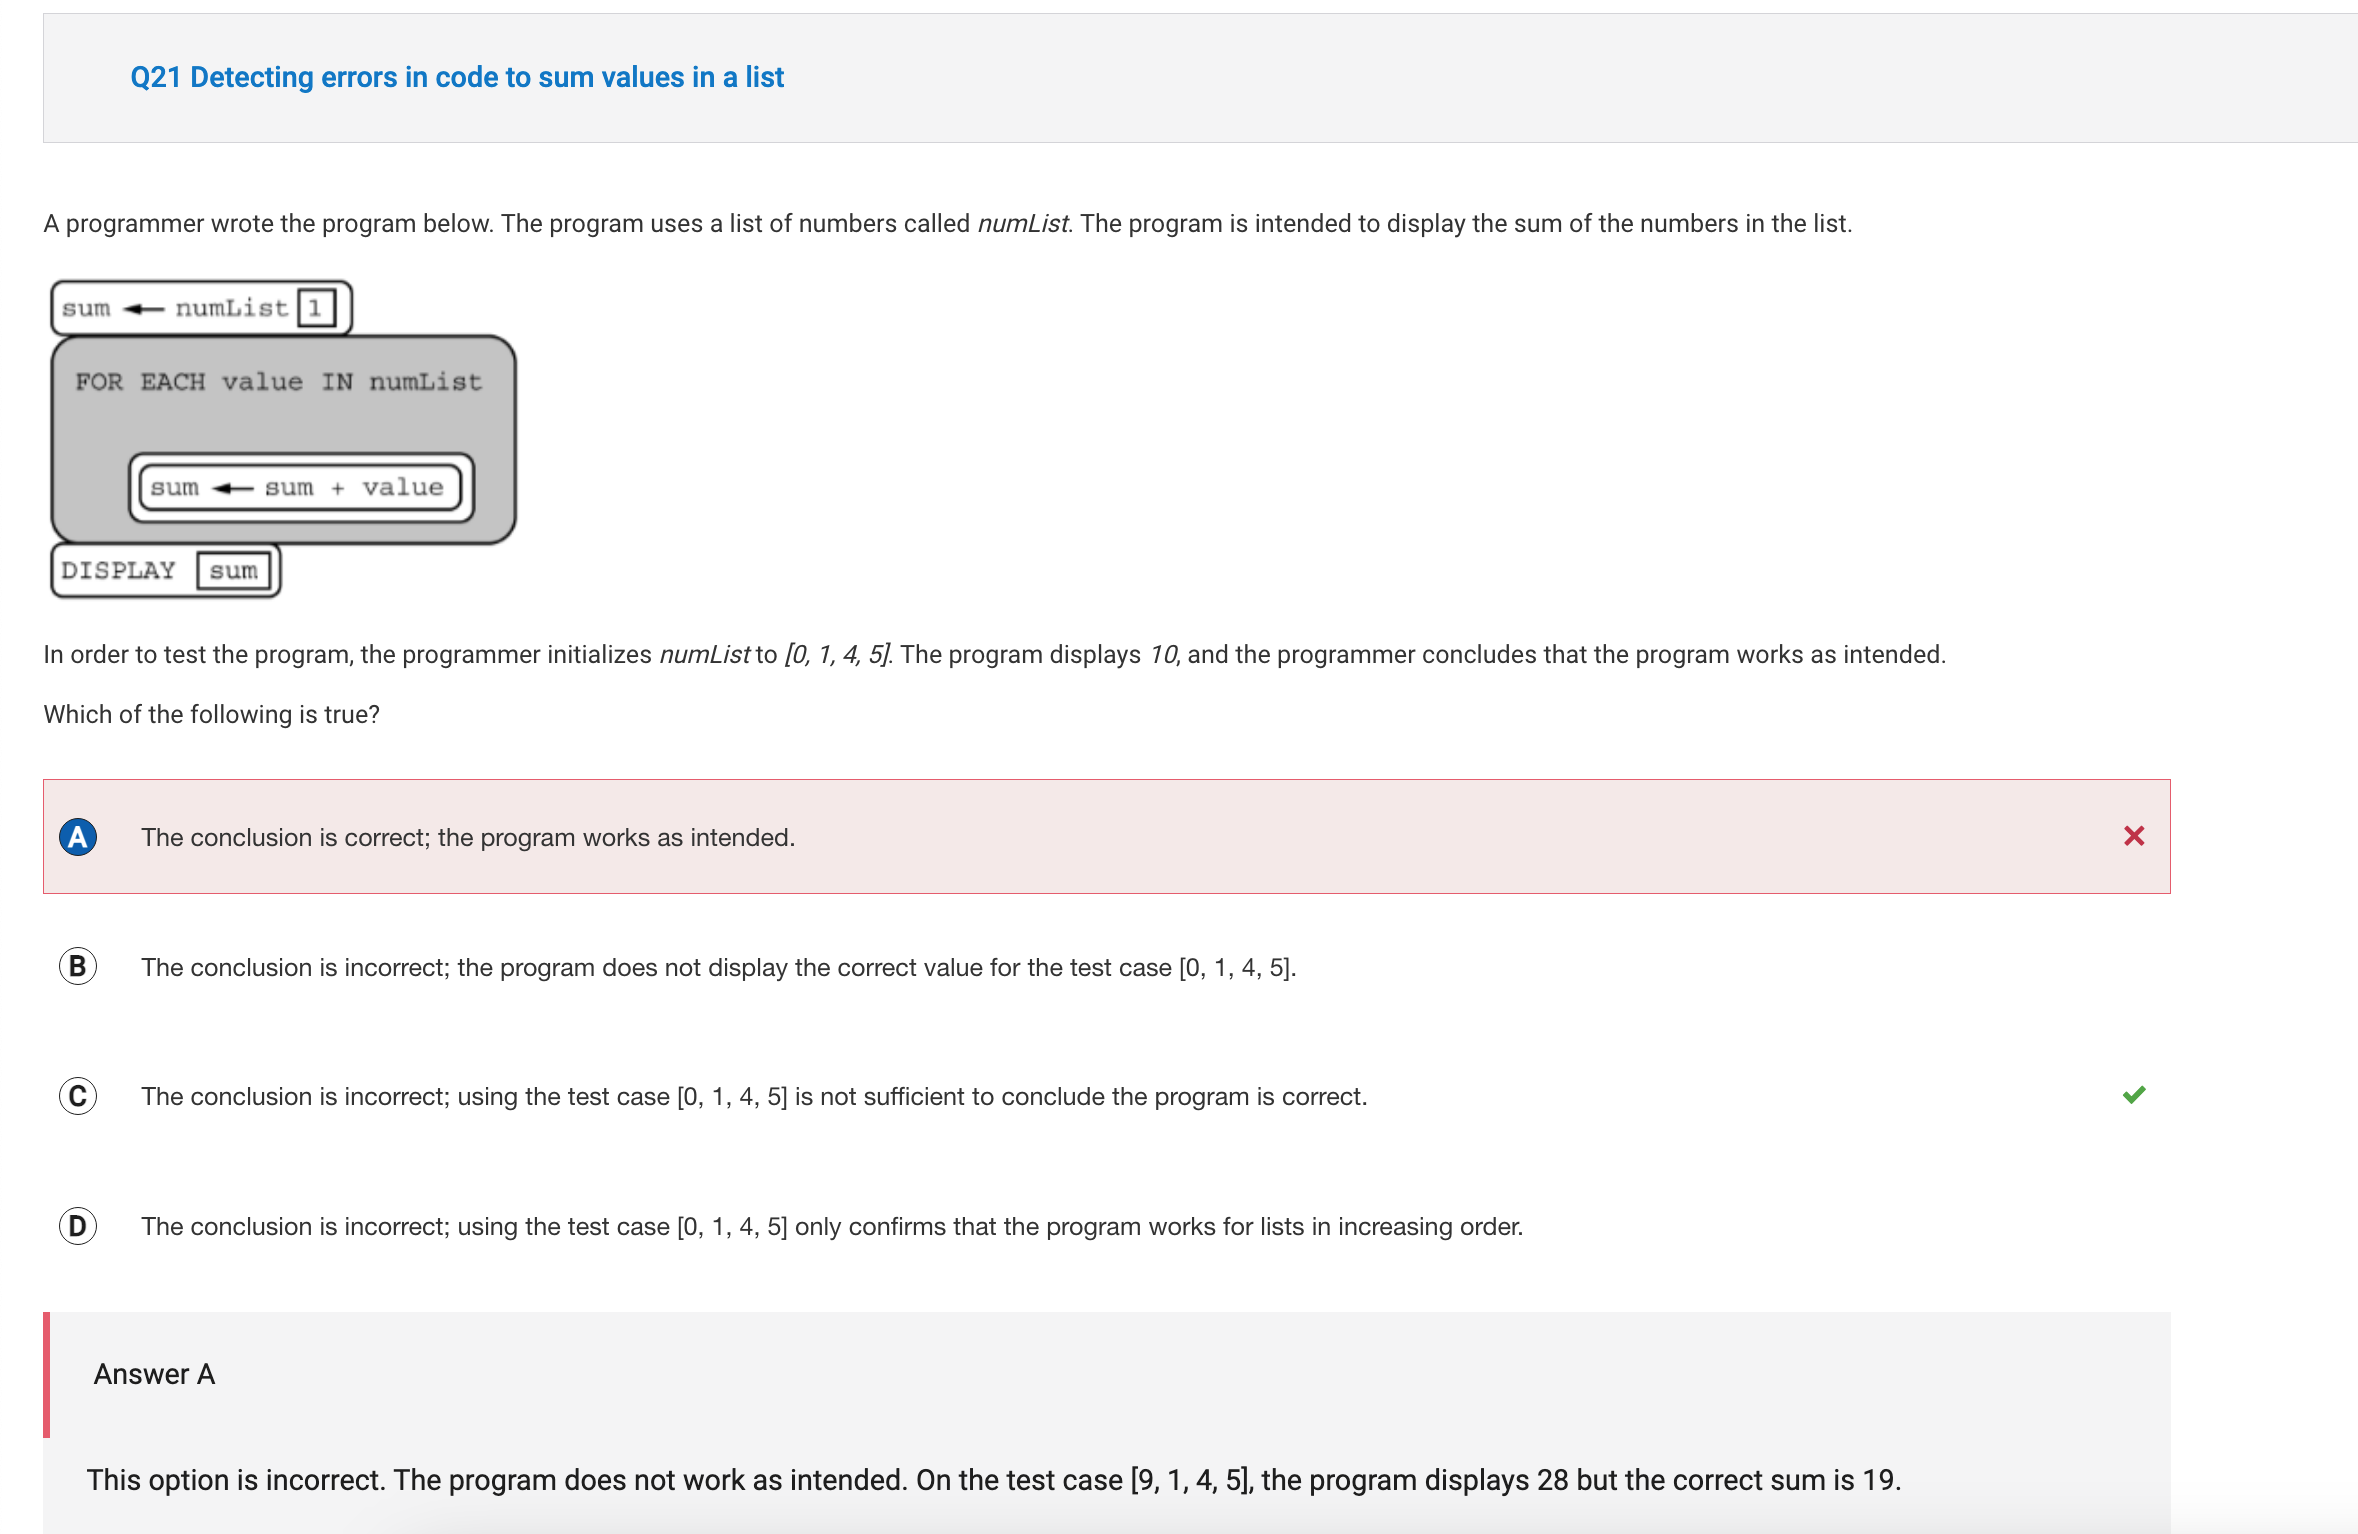 Q21 Detecting errors in code to sum values in a list
A programmer wrote the program below. The program uses a list of numbers called numList. The program is intended to display the sum of the numbers in the list.
sum ← numList 1
FOR EACH value IN numList
sum ← sum + value
DISPLAY sum
In order to test the program, the programmer initializes numList to [0, 1, 4, 5]. The program displays 10, and the programmer concludes that the program works as intended.
Which of the following is true?
A The conclusion is correct; the program works as intended.
B The conclusion is incorrect; the program does not display the correct value for the test case [0, 1, 4, 5].
C The conclusion is incorrect; using the test case [0, 1, 4, 5] is not sufficient to conclude the program is correct.
D The conclusion is incorrect; using the test case [0, 1, 4, 5] only confirms that the program works for lists in increasing order.
Answer A
This option is incorrect. The program does not work as intended. On the test case [9, 1, 4, 5], the program displays 28 but the correct sum is 19.